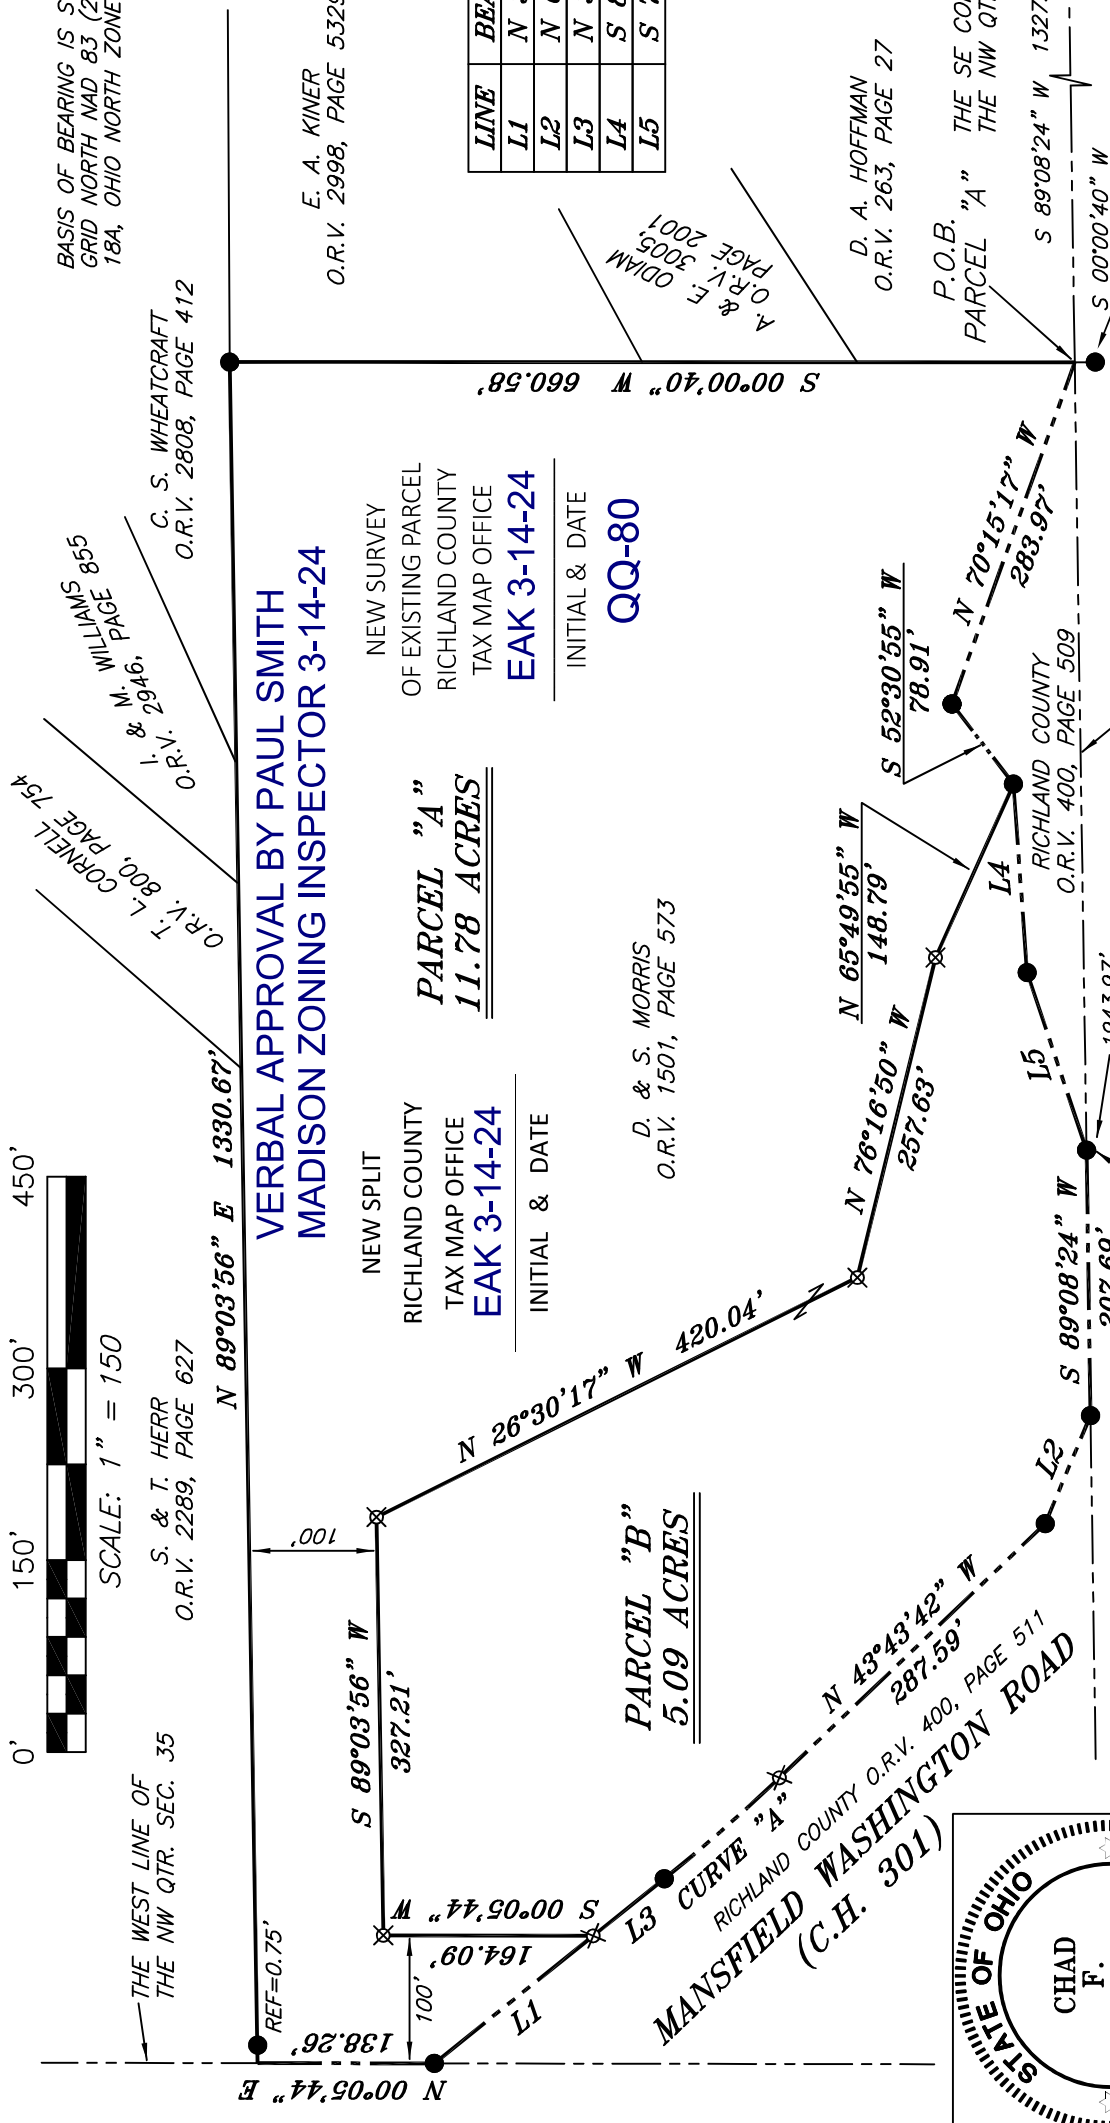 BASIS OF BEARING IS S
GRID NORTH NAD 83 (2
18A, OHIO NORTH ZONE
E. A. KINER
O.R.V. 2998, PAGE 5329
LINE BEA
L1 N
L2 N
L3 N
L4 S
L5 S
A. & E. ODIAM
O.R.V. 3005,
PAGE 2001
D. A. HOFFMAN
O.R.V. 263, PAGE 27
P.O.B.
PARCEL "A"
THE SE CO
THE NW QT
S 89°08'24" W 1327
S 00°00'40" W
C. S. WHEATCRAFT
O.R.V. 2808, PAGE 412
I. & M. WILLIAMS
O.R.V. 2946, PAGE 855
T. L. CORNELL
O.R.V. 800, PAGE 754
S 00°00'40" W 660.58'
VERBAL APPROVAL BY PAUL SMITH
MADISON ZONING INSPECTOR 3-14-24
NEW SURVEY
OF EXISTING PARCEL
RICHLAND COUNTY
TAX MAP OFFICE
EAK 3-14-24
INITIAL & DATE
QQ-80
PARCEL "A"
11.78 ACRES
D. & S. MORRIS
O.R.V. 1501, PAGE 573
NEW SPLIT
RICHLAND COUNTY
TAX MAP OFFICE
EAK 3-14-24
INITIAL & DATE
N 70°15'17" W
283.97'
S 52°30'55" W
78.91'
N 65°49'55" W
148.79'
N 76°16'50" W
257.63'
L4
L5
RICHLAND COUNTY
O.R.V. 400, PAGE 509
S 89°08'24" W
207.69'
L2
N 89°03'56" E 1330.67'
0' 150' 300' 450'
SCALE: 1" = 150
S. & T. HERR
O.R.V. 2289, PAGE 627
N 26°30'17" W 420.04'
100'
S 89°03'56" W
327.21'
PARCEL "B"
5.09 ACRES
N 43°43'42" W
287.59'
CURVE "A"
RICHLAND COUNTY O.R.V. 400, PAGE 511
MANSFIELD WASHINGTON ROAD
(C.H. 301)
L3
S 00°05'44" W
164.09'
100'
L1
THE WEST LINE OF
THE NW QTR. SEC. 35
REF=0.75'
138.26'
N 00°05'44" E
STATE OF OHIO
CHAD
F.